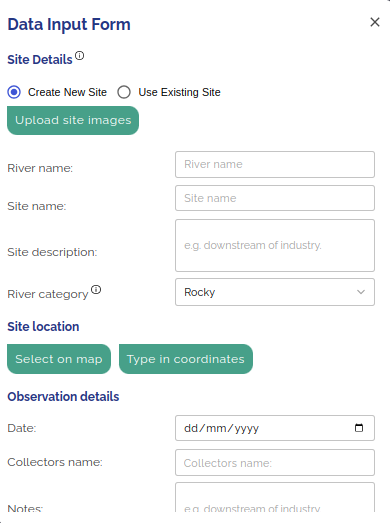 Data Input Form
Site Details
Create New Site Use Existing Site
Upload site images
River name: River name
Site name: Site name
Site description: e.g. downstream of industry.
River category Rocky
Site location
Select on map Type in coordinates
Observation details
Date: dd/mm/yyyy
Collectors name: Collectors name:
Notes: e.g. downstream of industry